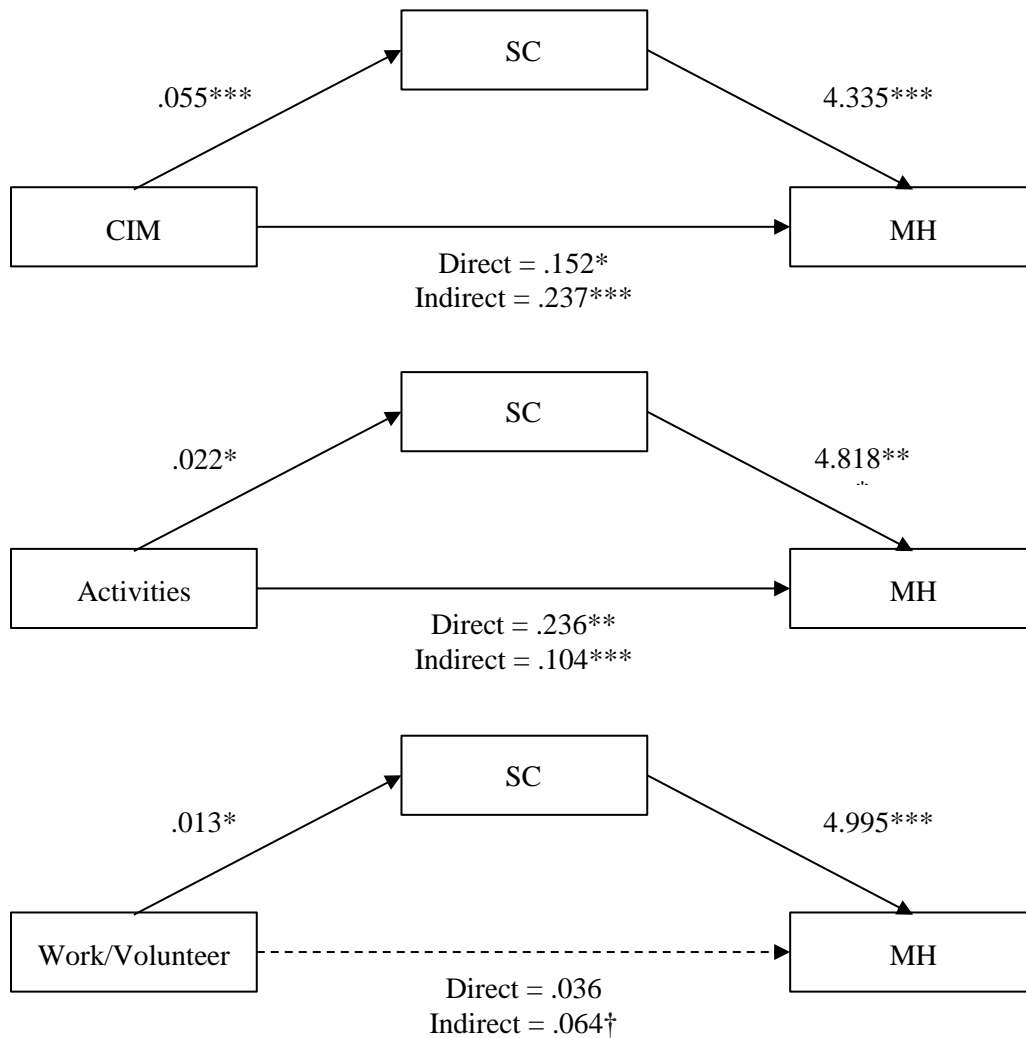 SC
.055***
4.335***
CIM
MH
Direct = .152*
Indirect = .237***
SC
.022*
4.818**
*
Activities
MH
Direct = .236**
Indirect = .104***
SC
.013*
4.995***
Work/Volunteer
MH
Direct = .036
Indirect = .064†